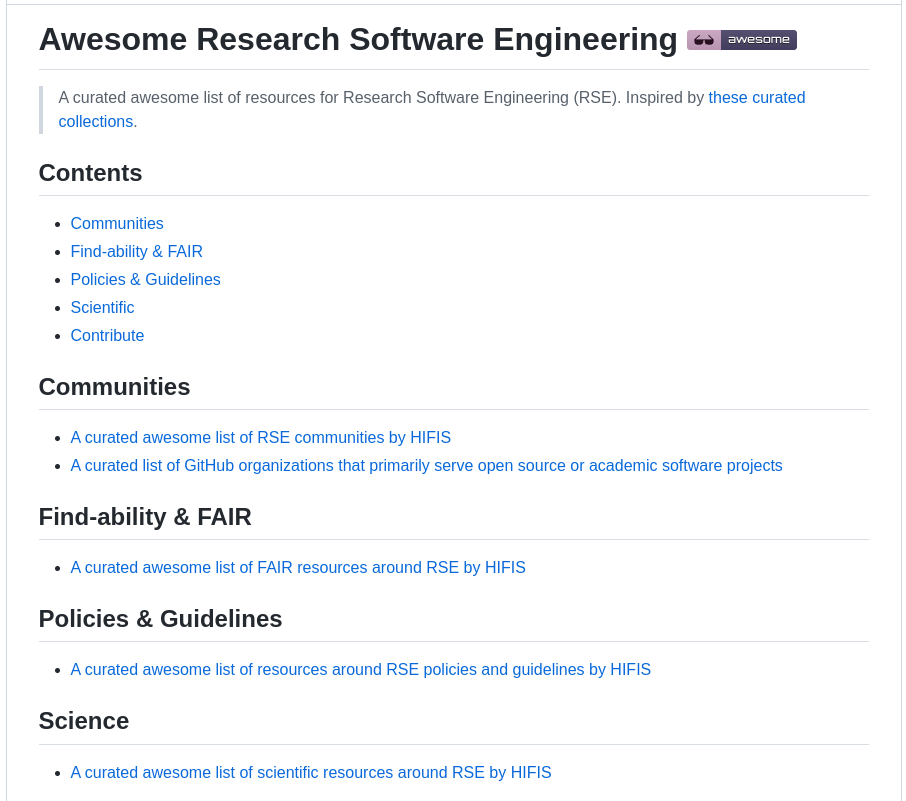 Awesome Research Software Engineering awesome
A curated awesome list of resources for Research Software Engineering (RSE). Inspired by these curated
collections.
Contents
Communities
Find-ability & FAIR
Policies & Guidelines
Scientific
Contribute
Communities
A curated awesome list of RSE communities by HIFIS
A curated list of GitHub organizations that primarily serve open source or academic software projects
Find-ability & FAIR
A curated awesome list of FAIR resources around RSE by HIFIS
Policies & Guidelines
A curated awesome list of resources around RSE policies and guidelines by HIFIS
Science
A curated awesome list of scientific resources around RSE by HIFIS